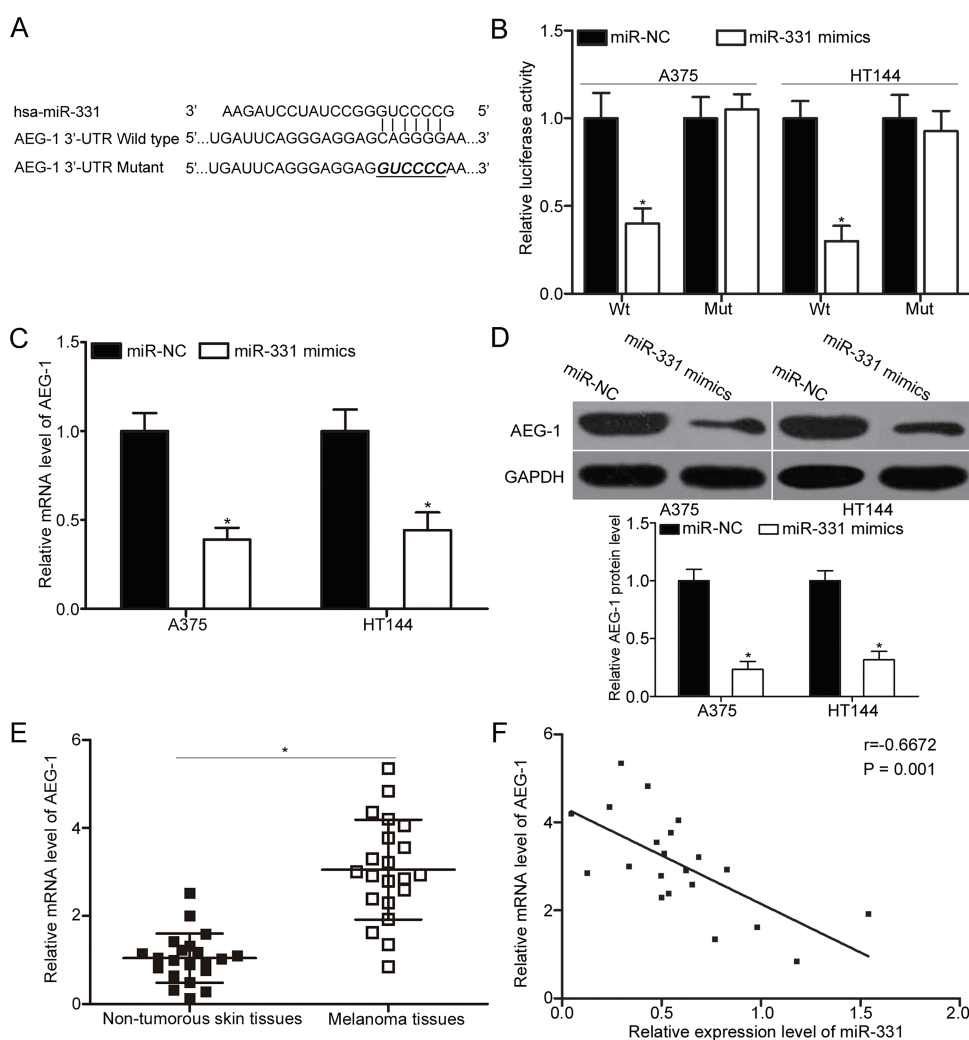 A
hsa-miR-331 3' AAGAUCCUAUCCGGGUCCCCG 5'
AEG-1 3'-UTR Wild type 5'...UGAUUCAGGGAGGAGCAGGGGAA...3'
AEG-1 3'-UTR Mutant 5'...UGAUUCAGGGAGGAGGUCCCCAA...3'
B
miR-NC miR-331 mimics
A375 HT144
Relative luciferase activity
1.5
1.0
0.5
0.0
* *
Wt Mut Wt Mut
C
miR-NC miR-331 mimics
Relative mRNA level of AEG-1
1.5
1.0
0.5
0.0
* *
A375 HT144
D
miR-NC miR-331 mimics miR-NC miR-331 mimics
AEG-1
GAPDH
A375 HT144
miR-NC miR-331 mimics
Relative AEG-1 protein level
1.5
1.0
0.5
0.0
* *
A375 HT144
E
Relative mRNA level of AEG-1
6
4
2
0
*
Non-tumorous skin tissues Melanoma tissues
F
r=-0.6672
P = 0.001
Relative mRNA level of AEG-1
6
4
2
0
0.0 0.5 1.0 1.5 2.0
Relative expression level of miR-331